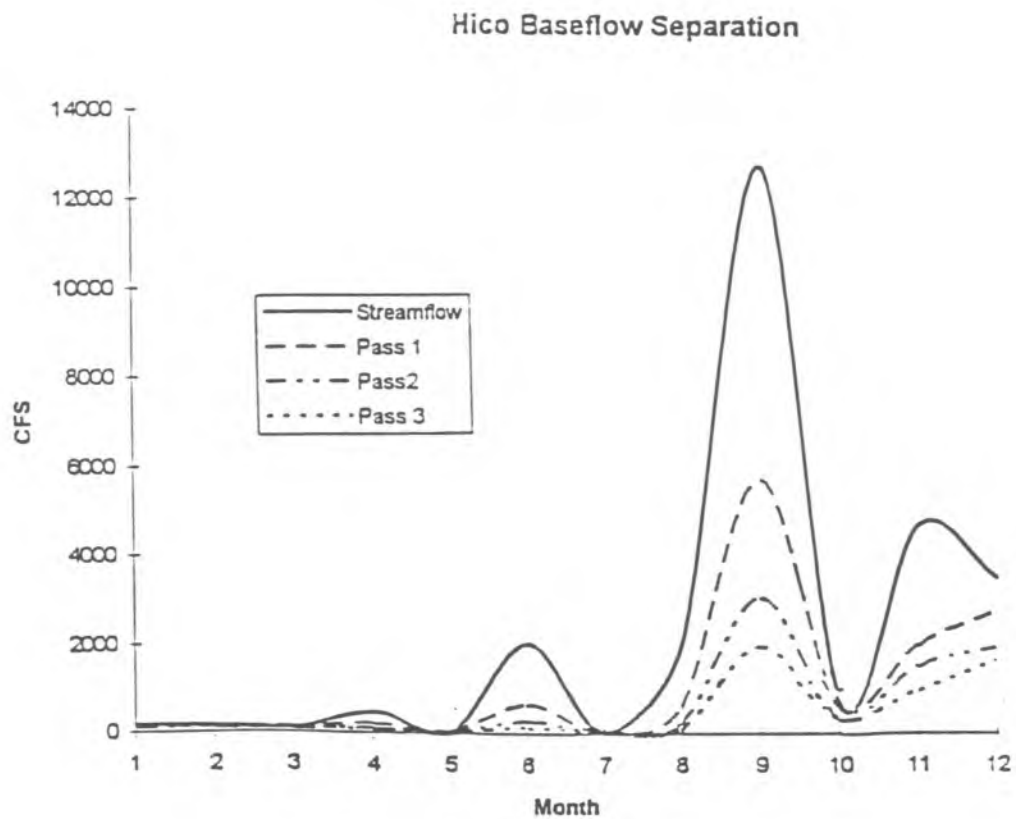 Hico Baseflow Separation
14000
12000
10000
8000
6000
4000
2000
0
CFS
Streamflow
Pass 1
Pass2
Pass 3
1 2 3 4 5 6 7 8 9 10 11 12
Month